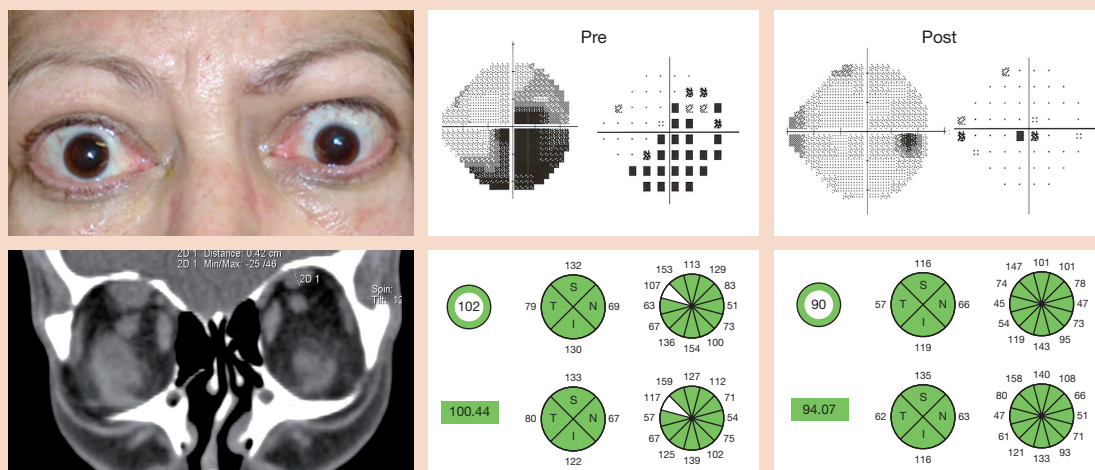 Pre
Post
2D 1 Distance: 0.42 cm
2D 1 Min/Max: -25 /46
2D 1
Spin:
Tilt: 12
102
132
S
79 T N 69
I
130
113
153 129
107 83
63 51
67 73
136 100
154
100.44
133
S
80 T N 67
I
122
127
159 112
117 71
57 54
67 75
125 102
139
90
116
S
57 T N 66
I
119
101
147 101
74 78
45 47
54 73
119 95
143
94.07
135
S
62 T N 63
I
116
140
158 108
80 66
47 51
61 71
121 93
133